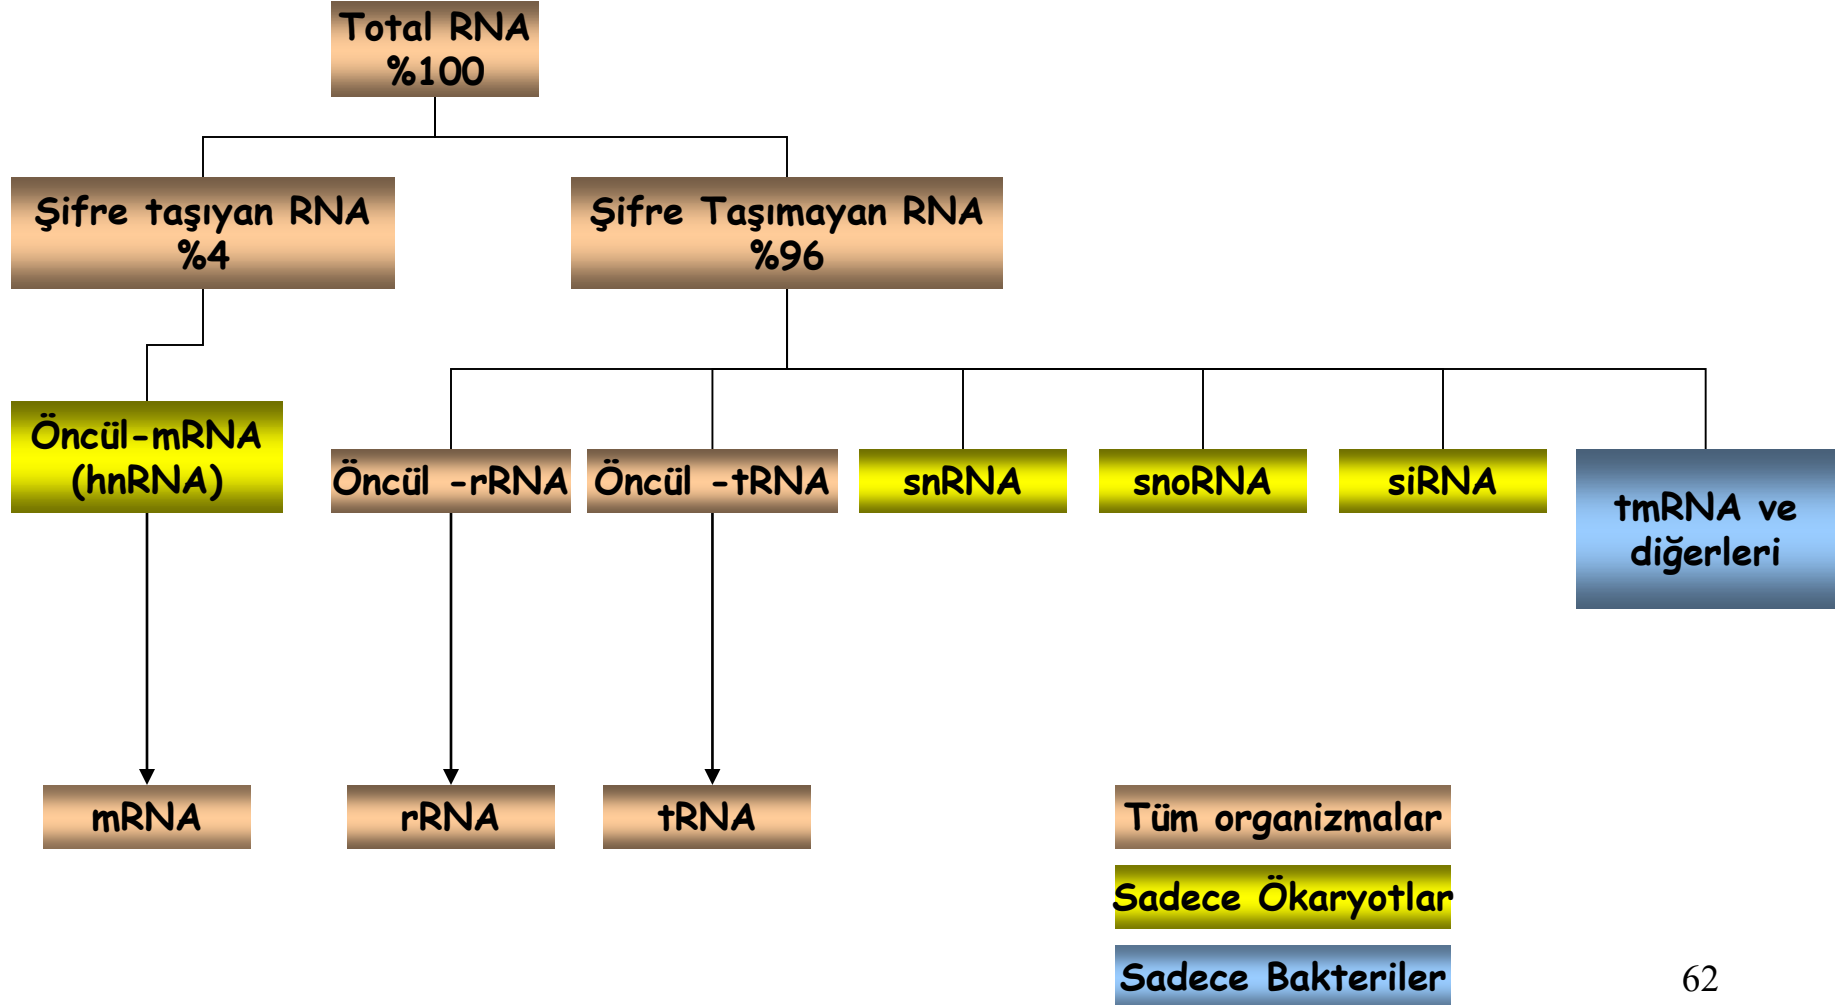 Total RNA
%100
Şifre taşıyan RNA
%4
Şifre Taşımayan RNA
%96
Öncül-mRNA
(hnRNA)
Öncül -rRNA
Öncül -tRNA
snRNA
snoRNA
siRNA
tmRNA ve
diğerleri
mRNA
rRNA
tRNA
Tüm organizmalar
Sadece Ökaryotlar
Sadece Bakteriler
62